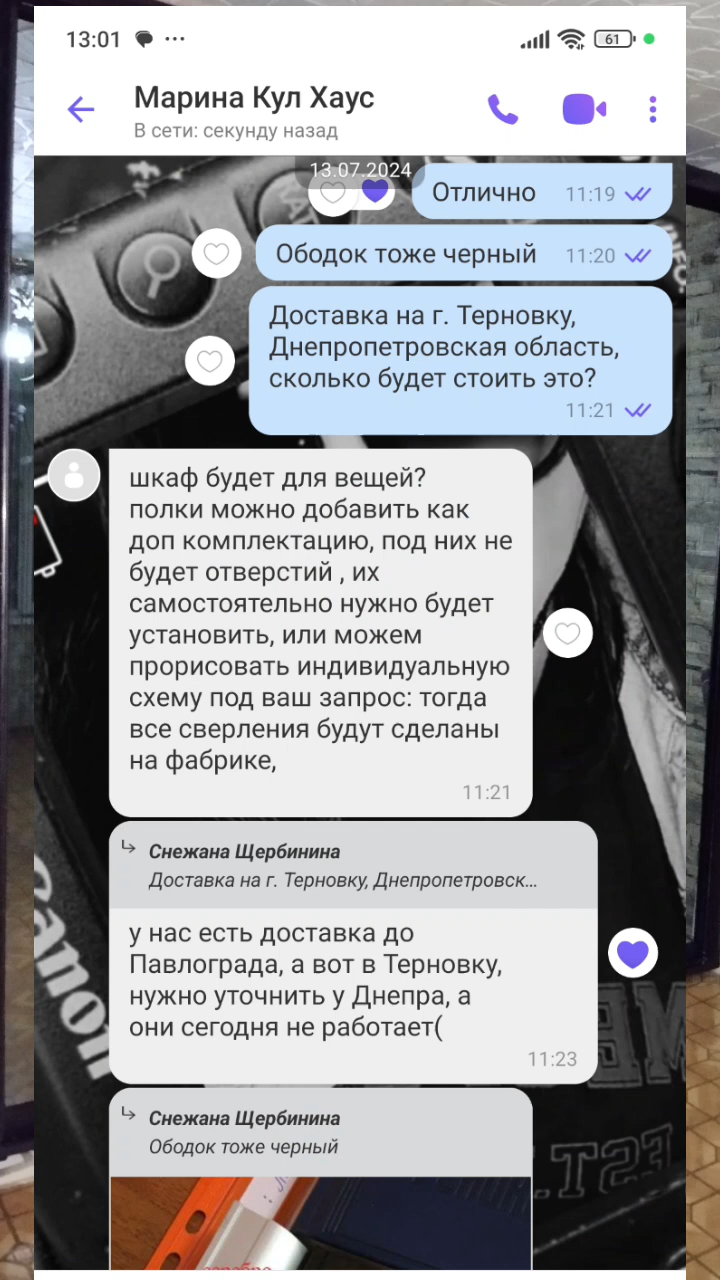 13:01
61
Марина Кул Хаус
В сети: секунду назад
13.07.2024
Отлично 11:19
Ободок тоже черный 11:20
Доставка на г. Терновку,
Днепропетровская область,
сколько будет стоить это?
11:21
шкаф будет для вещей?
полки можно добавить как
доп комплектацию, под них не
будет отверстий , их
самостоятельно нужно будет
установить, или можем
прорисовать индивидуальную
схему под ваш запрос: тогда
все сверления будут сделаны
на фабрике,
11:21
Снежана Щербинина
Доставка на г. Терновку, Днепропетровск...
у нас есть доставка до
Павлограда, а вот в Терновку,
нужно уточнить у Днепра, а
они сегодня не работает(
11:23
Снежана Щербинина
Ободок тоже черный
Canon